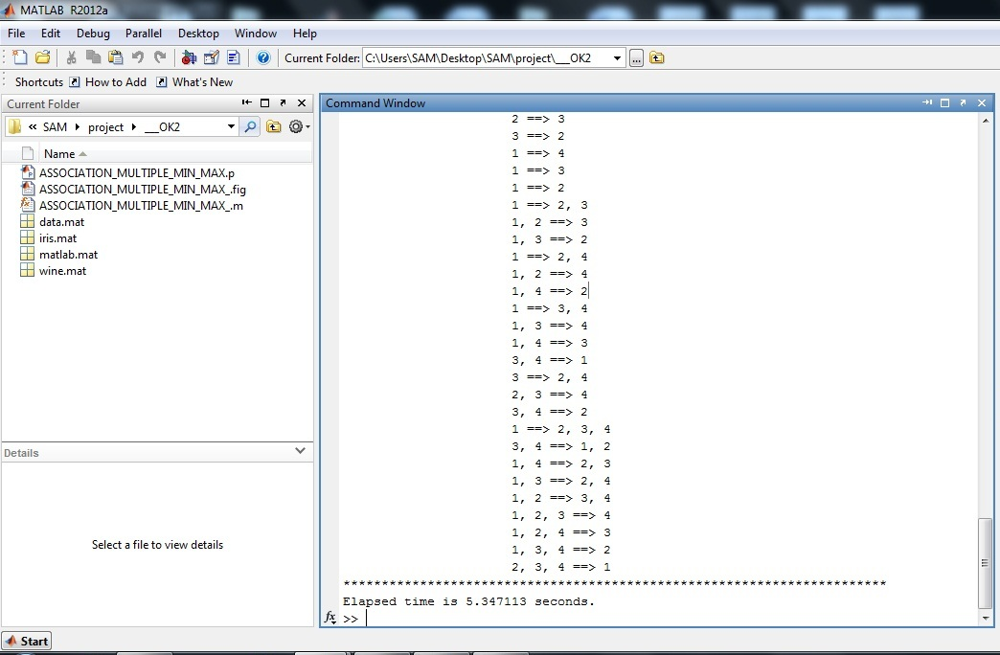 MATLAB R2012a
File Edit Debug Parallel Desktop Window Help
Current Folder: C:\Users\SAM\Desktop\SAM\project\___OK2 ...
Shortcuts How to Add What's New
Current Folder
« SAM project ___OK2
Name
ASSOCIATION_MULTIPLE_MIN_MAX.p
ASSOCIATION_MULTIPLE_MIN_MAX_.fig
ASSOCIATION_MULTIPLE_MIN_MAX_.m
data.mat
iris.mat
matlab.mat
wine.mat
Details
Select a file to view details
Command Window
2 ==> 3
3 ==> 2
1 ==> 4
1 ==> 3
1 ==> 2
1 ==> 2, 3
1, 2 ==> 3
1, 3 ==> 2
1 ==> 2, 4
1, 2 ==> 4
1, 4 ==> 2
1 ==> 3, 4
1, 3 ==> 4
1, 4 ==> 3
3, 4 ==> 1
3 ==> 2, 4
2, 3 ==> 4
3, 4 ==> 2
1 ==> 2, 3, 4
3, 4 ==> 1, 2
1, 4 ==> 2, 3
1, 3 ==> 2, 4
1, 2 ==> 3, 4
1, 2, 3 ==> 4
1, 2, 4 ==> 3
1, 3, 4 ==> 2
2, 3, 4 ==> 1
***********************************************************************
Elapsed time is 5.347113 seconds.
fx >>
Start